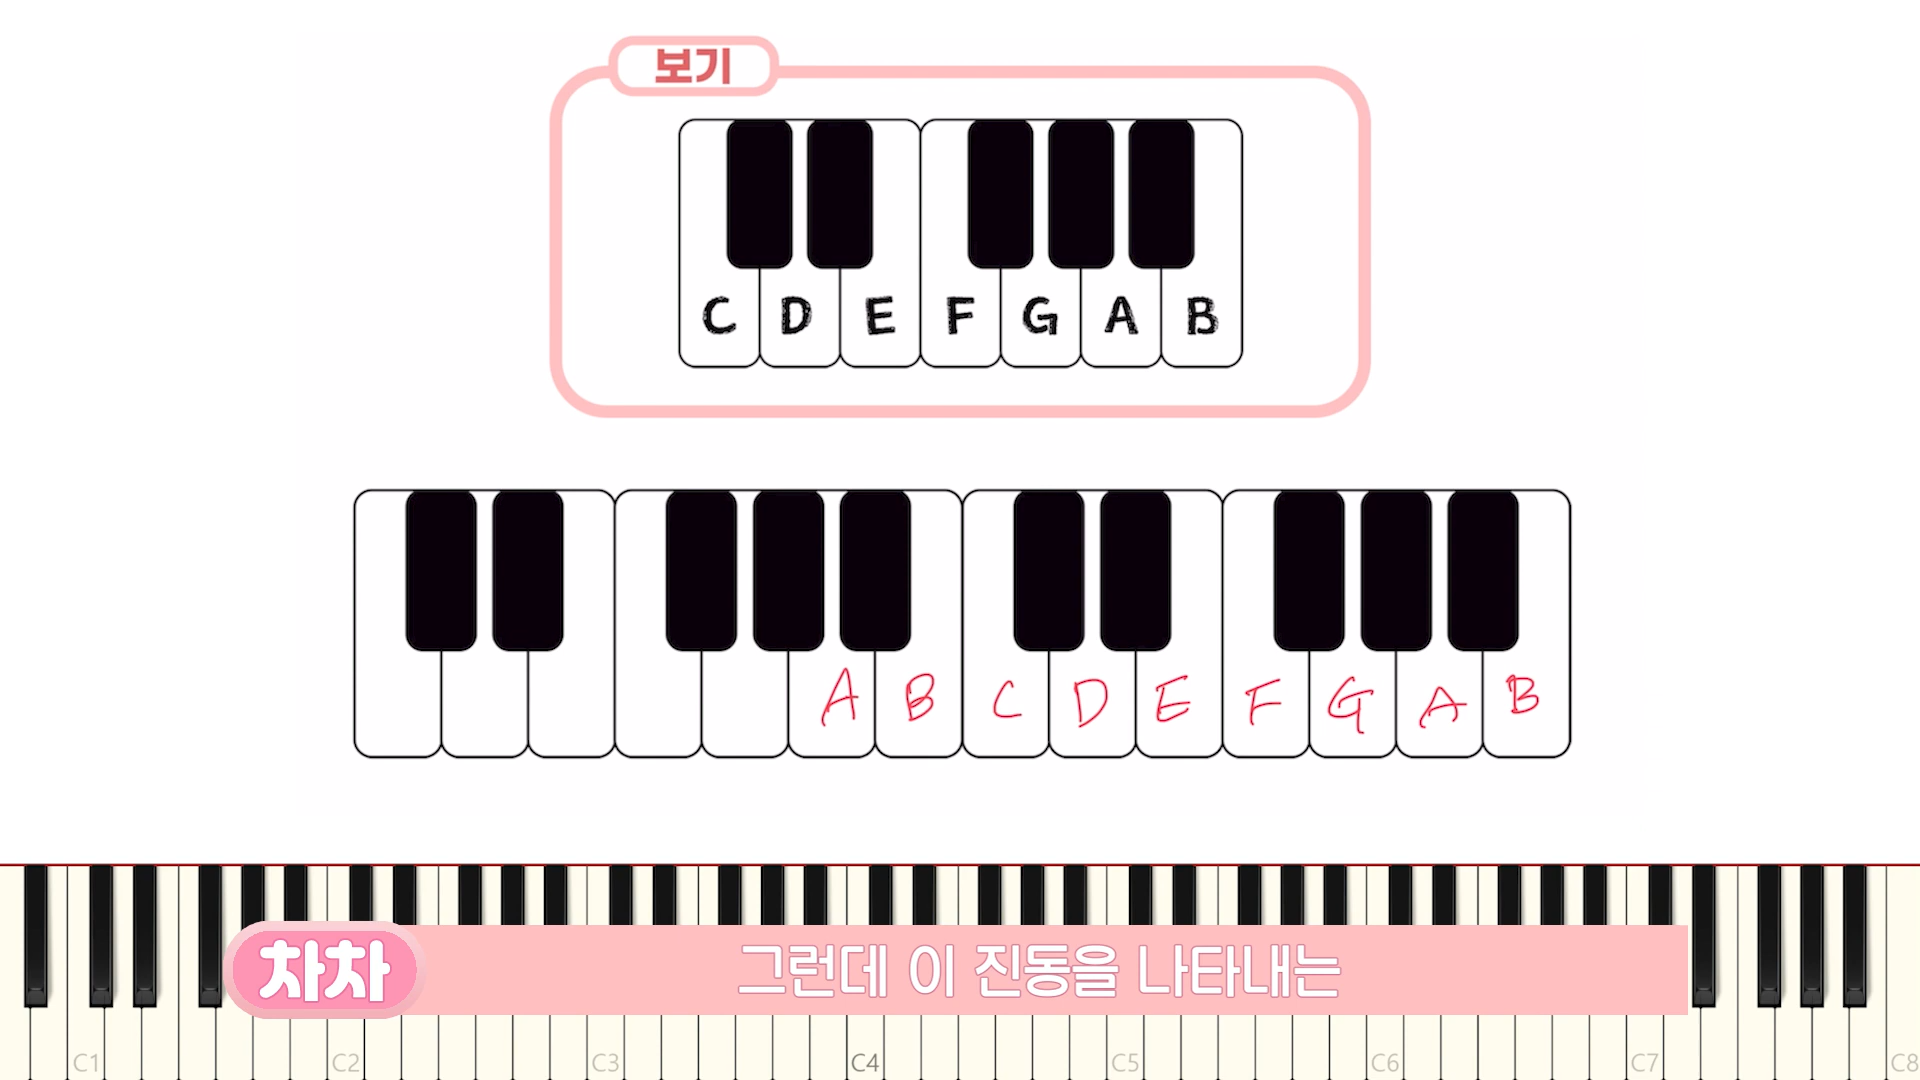 보기
C D E F G A B
A B C D E F G A B
차차 그런데 이 진동을 나타내는
C1 C2 C3 C4 C5 C6 C7 C8